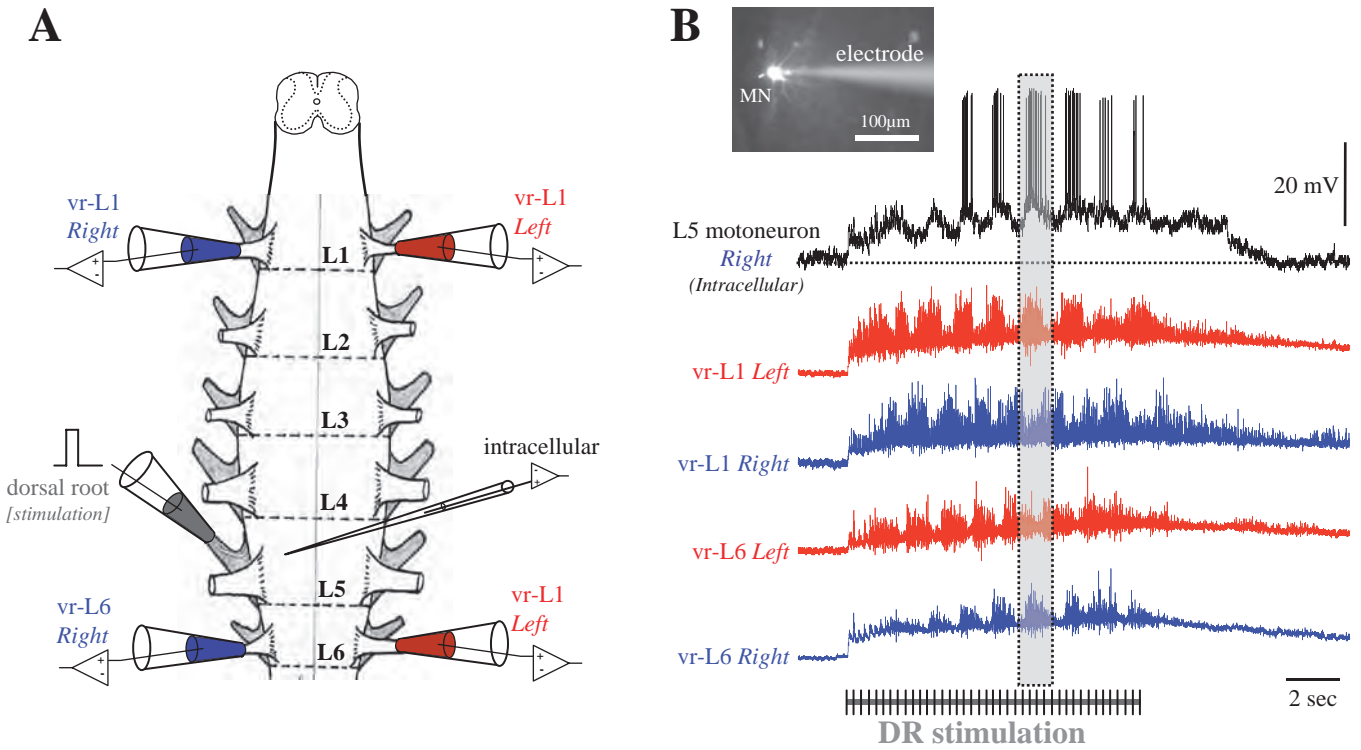 A
vr-L1
Right
vr-L1
Left
+
-
+
-
L1
L2
L3
L4
L5
L6
dorsal root
[stimulation]
intracellular
-
+
vr-L6
Right
vr-L1
Left
+
-
+
-
B
electrode
MN
100µm
20 mV
L5 motoneuron
Right
(Intracellular)
vr-L1 Left
vr-L1 Right
vr-L6 Left
vr-L6 Right
2 sec
DR stimulation